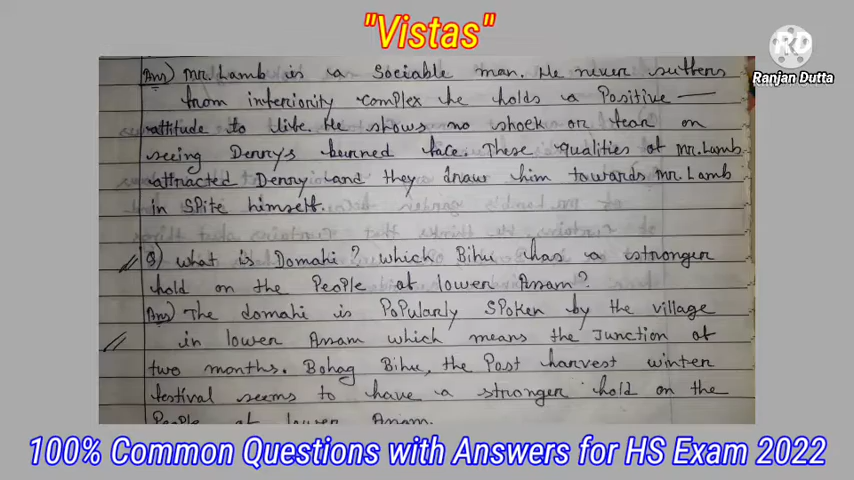 "Vistas"
RD
Ranjan Dutta
Ans) Mr. Lamb is a Sociable man. He never suffers
from inferiority complex he holds a Positive —
attitude to life. He shows no shock or fear on
seeing Derry's burned face. These qualities of Mr. Lamb
attracted Derry and they draw him towards Mr. Lamb
in SPite himself.
Q) What is Domahi? which Bihu has a stronger
hold on the PeoPle of lower Assam?
Ans) The domahi is PoPularly SPoken by the village
in lower Assam which means the Junction of
two months. Bohag Bihu, the Post harvest winter
festival seems to have a stronger hold on the
PeoPle of lower Assam.
100% Common Questions with Answers for HS Exam 2022